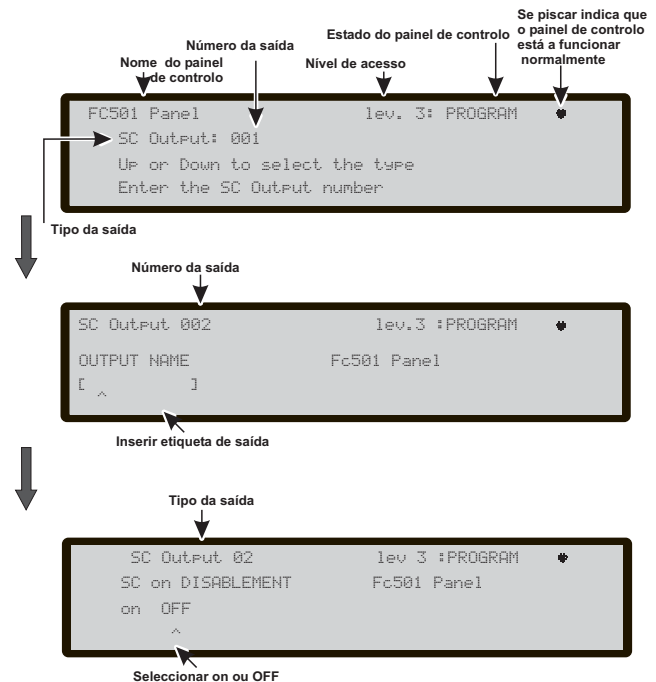 Se piscar indica que
o painel de controlo
está a funcionar
normalmente
Estado do painel de controlo
Número da saída
Nome do painel
de controlo
Nível de acesso
FC501 Panel lev. 3: PROGRAM
SC Output: 001
Up or Down to select the type
Enter the SC Output number
Tipo da saída
Número da saída
SC Output 002 lev.3 :PROGRAM
OUTPUT NAME Fc501 Panel
[ ^ ]
Inserir etiqueta de saída
Tipo da saída
SC Output 02 lev 3 :PROGRAM
SC on DISABLEMENT Fc501 Panel
on OFF
^
Seleccionar on ou OFF